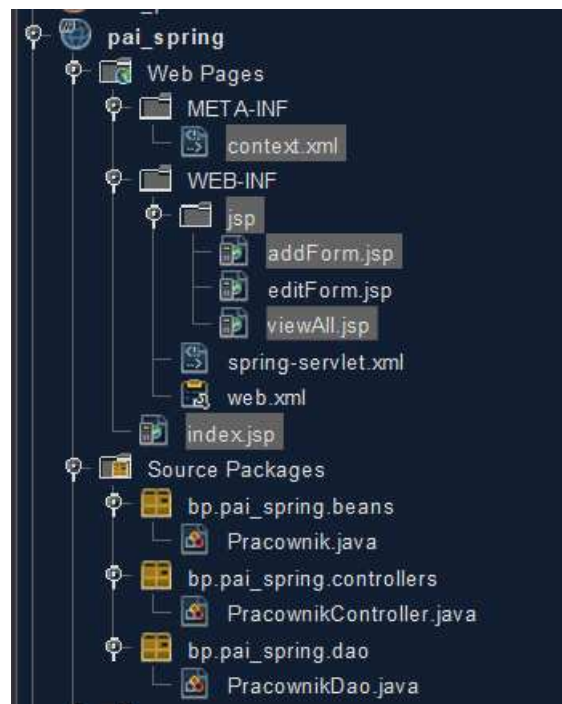 pai_spring
Web Pages
META-INF
context.xml
WEB-INF
jsp
addForm.jsp
editForm.jsp
viewAll.jsp
spring-servlet.xml
web.xml
index.jsp
Source Packages
bp.pai_spring.beans
Pracownik.java
bp.pai_spring.controllers
PracownikController.java
bp.pai_spring.dao
PracownikDao.java